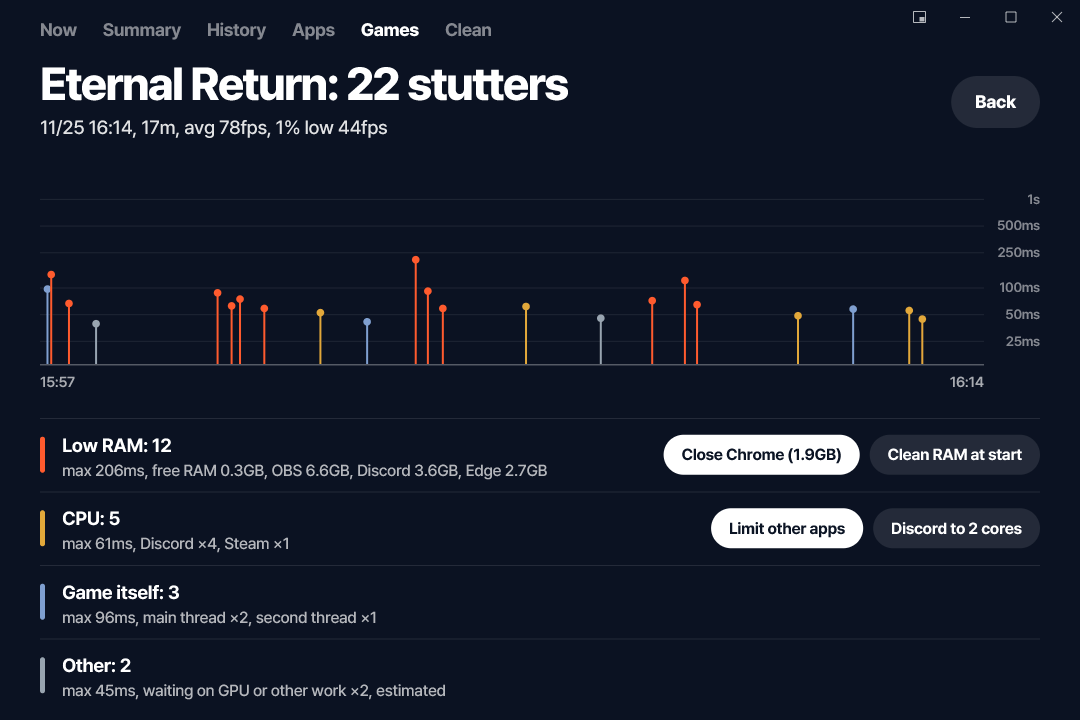 Now Summary History Apps Games Clean
Eternal Return: 22 stutters
Back
11/25 16:14, 17m, avg 78fps, 1% low 44fps
1s
500ms
250ms
100ms
50ms
25ms
15:57 16:14
Low RAM: 12
max 206ms, free RAM 0.3GB, OBS 6.6GB, Discord 3.6GB, Edge 2.7GB
Close Chrome (1.9GB) Clean RAM at start
CPU: 5
max 61ms, Discord ×4, Steam ×1
Limit other apps Discord to 2 cores
Game itself: 3
max 96ms, main thread ×2, second thread ×1
Other: 2
max 45ms, waiting on GPU or other work ×2, estimated